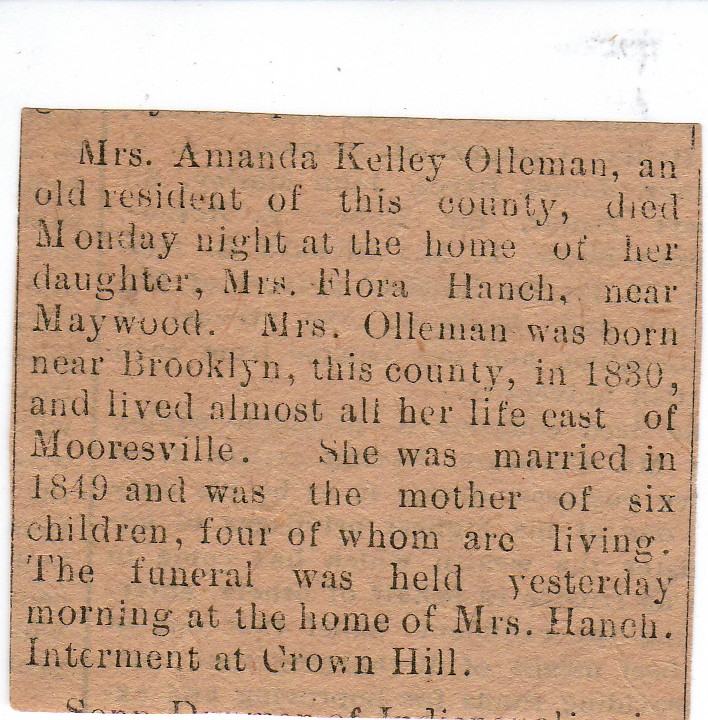 Mrs. Amanda Kelley Olleman, an
old resident of this county, died
Monday night at the home of her
daughter, Mrs. Flora Hanch, near
Maywood. Mrs. Olleman was born
near Brooklyn, this county, in 1830,
and lived almost all her life east of
Mooresville. She was married in
1849 and was the mother of six
children, four of whom are living.
The funeral was held yesterday
morning at the home of Mrs. Hanch.
Interment at Crown Hill.